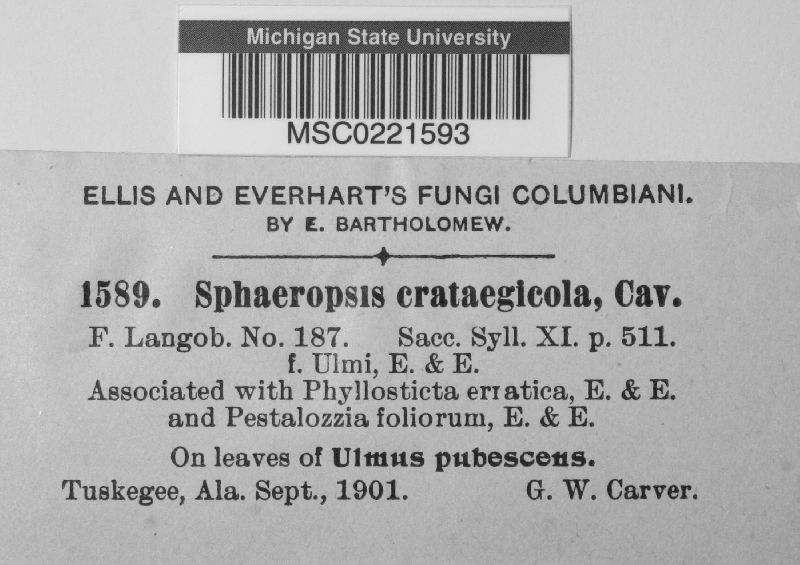 Michigan State University
MSC0221593
ELLIS AND EVERHART'S FUNGI COLUMBIANI.
BY E. BARTHOLOMEW.
1589. Sphaeropsis crataegicola, Cav.
F. Langob. No. 187. Sacc. Syll. XI. p. 511.
f. Ulmi, E. & E.
Associated with Phyllosticta erratica, E. & E.
and Pestalozzia foliorum, E. & E.
On leaves of Ulmus pubescens.
Tuskegee, Ala. Sept., 1901. G. W. Carver.